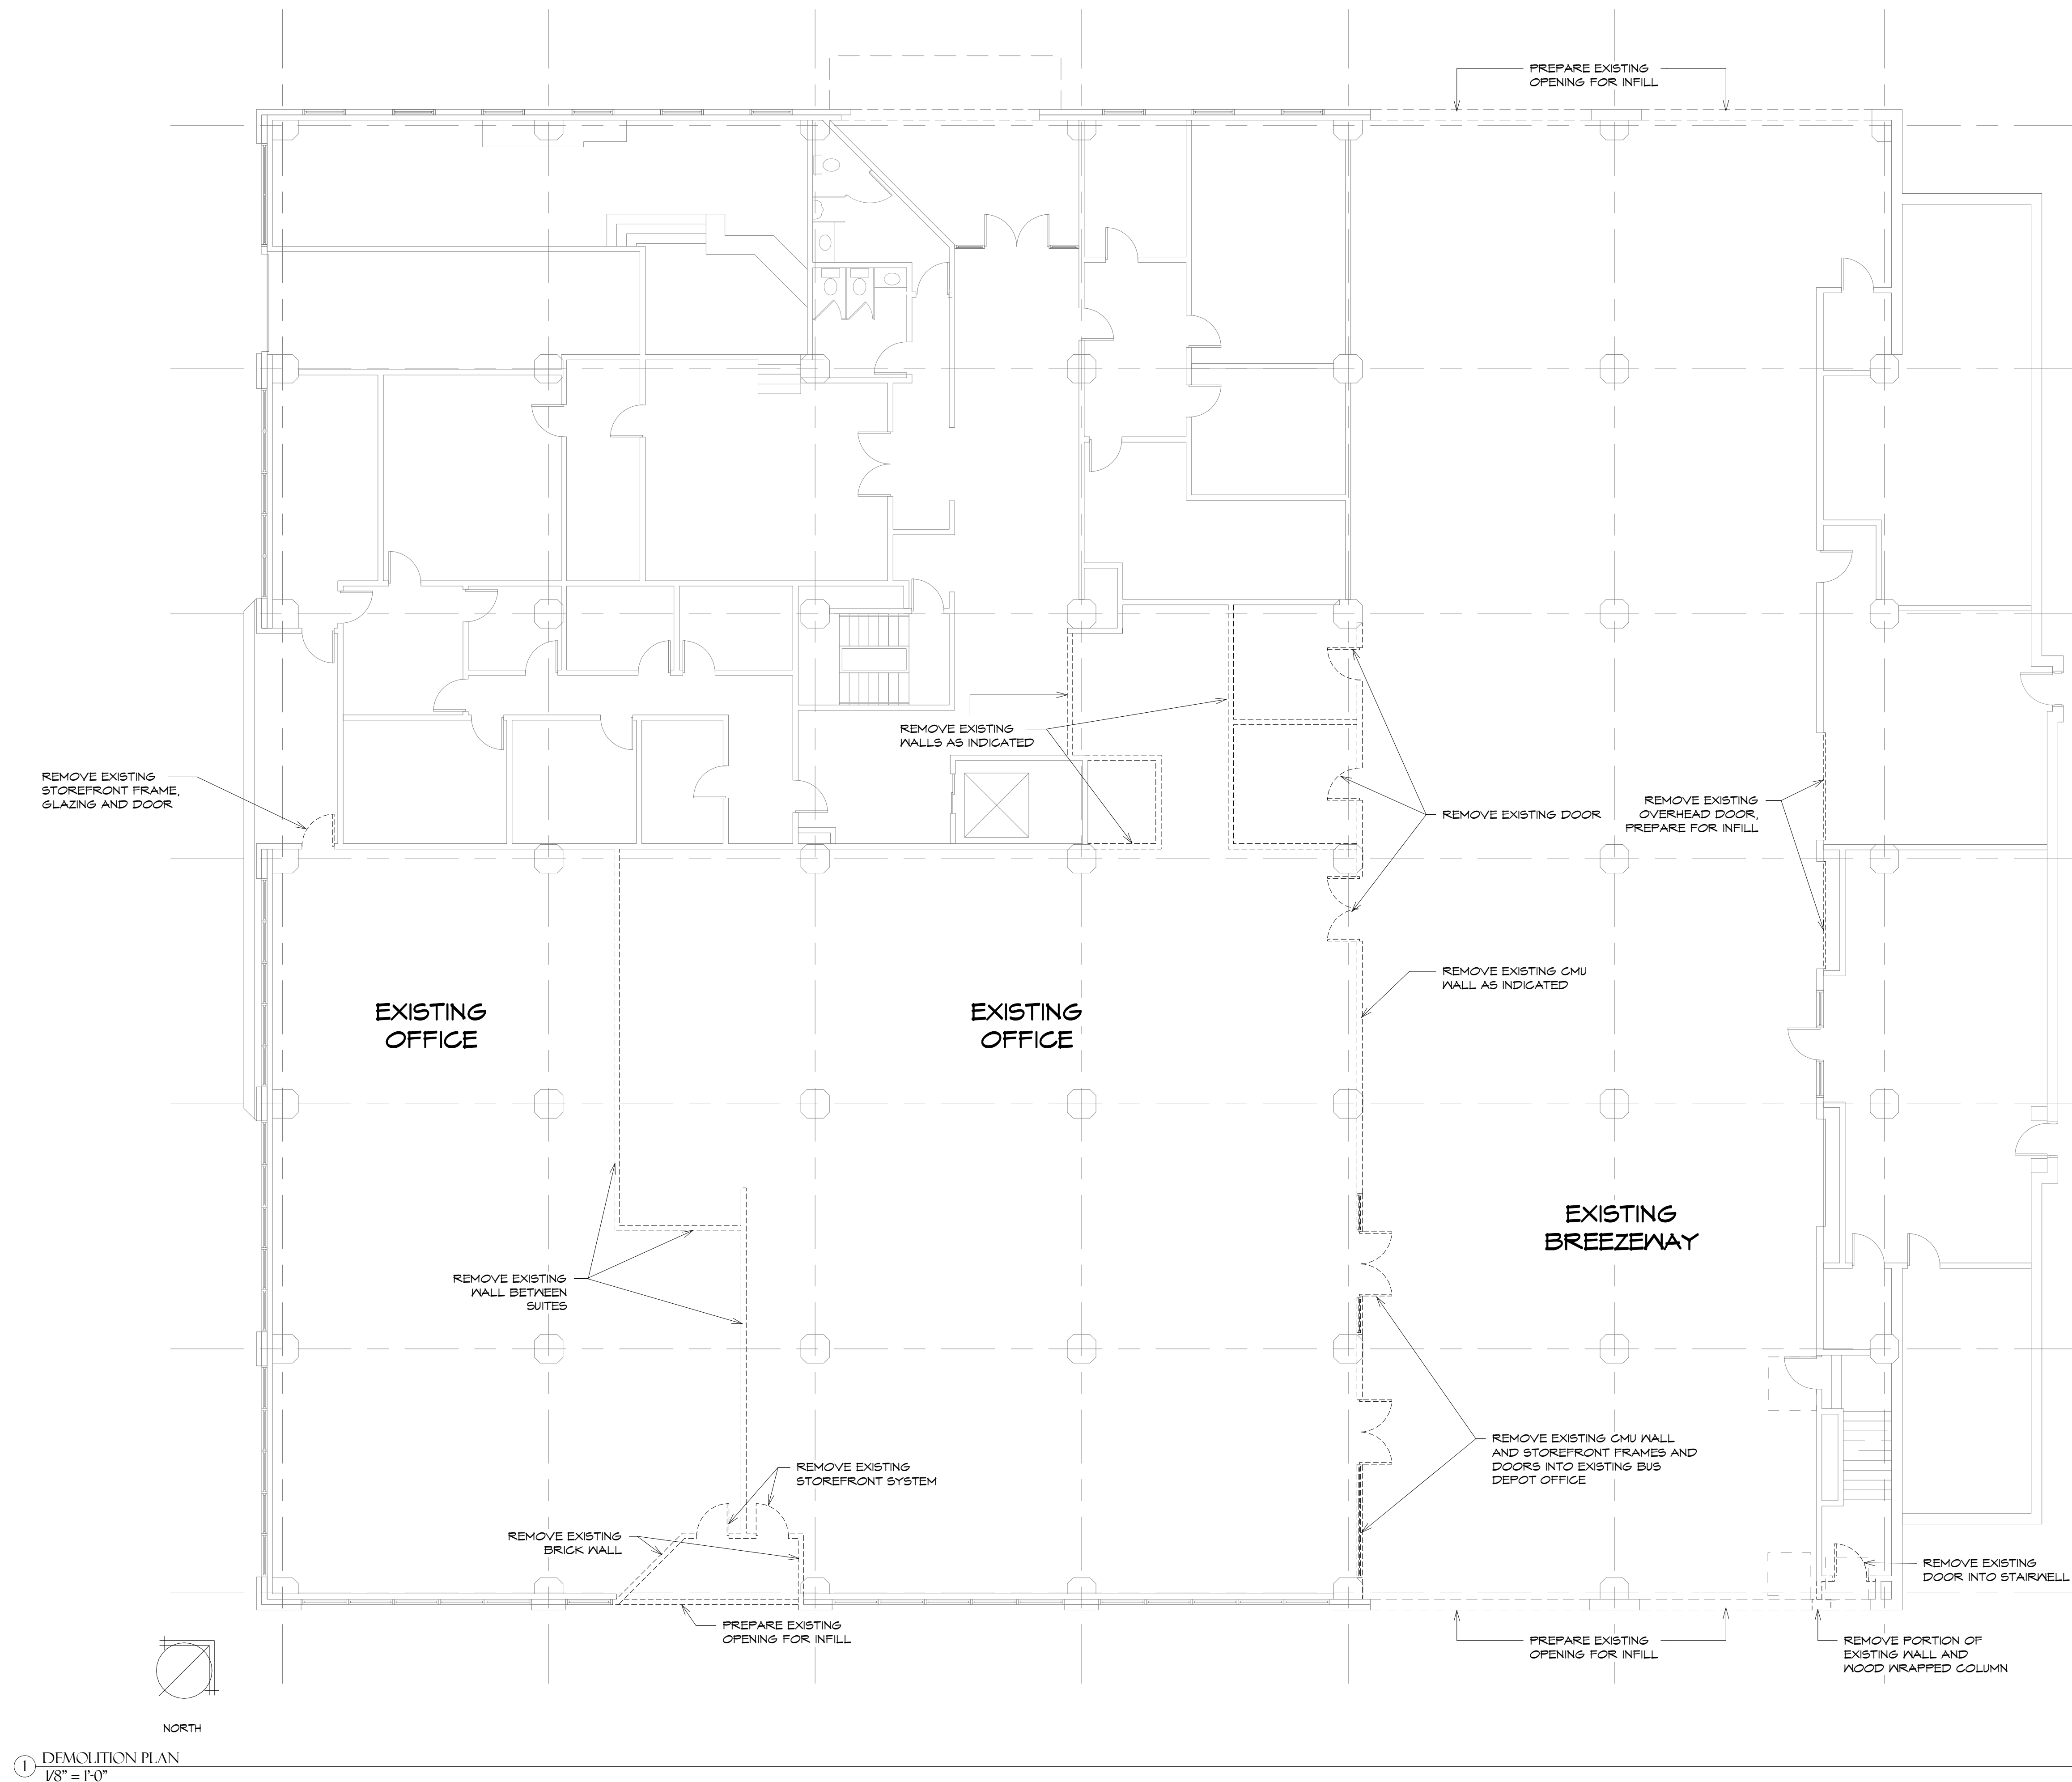 PREPARE EXISTING
OPENING FOR INFILL
REMOVE EXISTING
WALLS AS INDICATED
REMOVE EXISTING
STOREFRONT FRAME,
GLAZING AND DOOR
REMOVE EXISTING DOOR
REMOVE EXISTING
OVERHEAD DOOR,
PREPARE FOR INFILL
REMOVE EXISTING CMU
WALL AS INDICATED
EXISTING
OFFICE
EXISTING
OFFICE
EXISTING
BREEZEWAY
REMOVE EXISTING
WALL BETWEEN
SUITES
REMOVE EXISTING CMU WALL
AND STOREFRONT FRAMES AND
DOORS INTO EXISTING BUS
DEPOT OFFICE
REMOVE EXISTING
STOREFRONT SYSTEM
REMOVE EXISTING
BRICK WALL
REMOVE EXISTING
DOOR INTO STAIRWELL
PREPARE EXISTING
OPENING FOR INFILL
PREPARE EXISTING
OPENING FOR INFILL
REMOVE PORTION OF
EXISTING WALL AND
WOOD WRAPPED COLUMN
NORTH
1 DEMOLITION PLAN
1/8" = 1'-0"